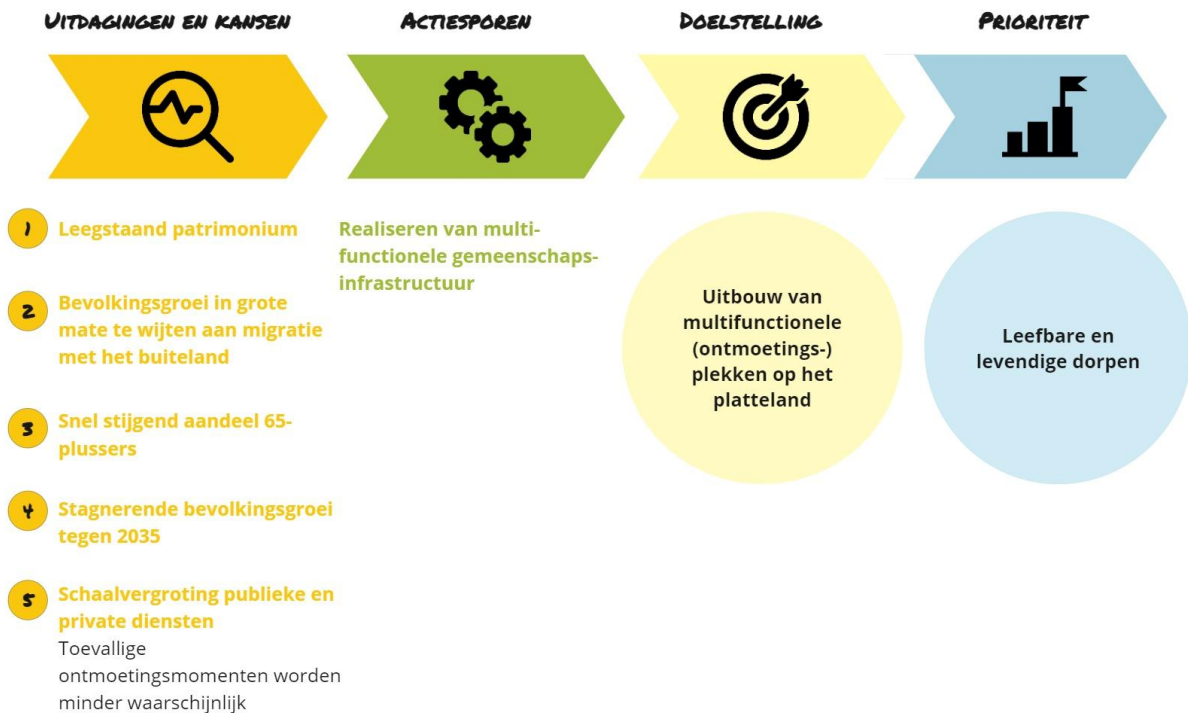 UITDAGINGEN EN KANSEN
ACTIESPOREN
DOELSTELLING
PRIORITEIT
1 Leegstaand patrimonium
2 Bevolkingsgroei in grote
mate te wijten aan migratie
met het buiteland
3 Snel stijgend aandeel 65-
plussers
4 Stagnerende bevolkingsgroei
tegen 2035
5 Schaalvergroting publieke en
private diensten
Toevallige
ontmoetingsmomenten worden
minder waarschijnlijk
Realiseren van multi-
functionele gemeenschaps-
infrastructuur
Uitbouw van
multifunctionele
(ontmoetings-)
plekken op het
platteland
Leefbare en
levendige dorpen